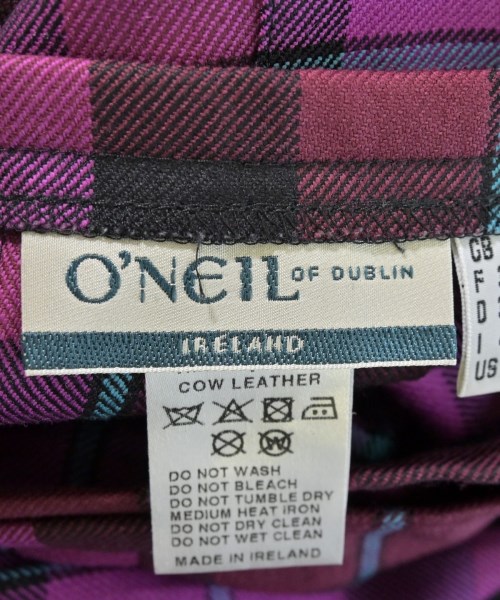 O'NEIL OF DUBLIN
IRELAND
GB
F
D
I
US
COW LEATHER
DO NOT WASH
DO NOT BLEACH
DO NOT TUMBLE DRY
MEDIUM HEAT IRON
DO NOT DRY CLEAN
DO NOT WET CLEAN
MADE IN IRELAND